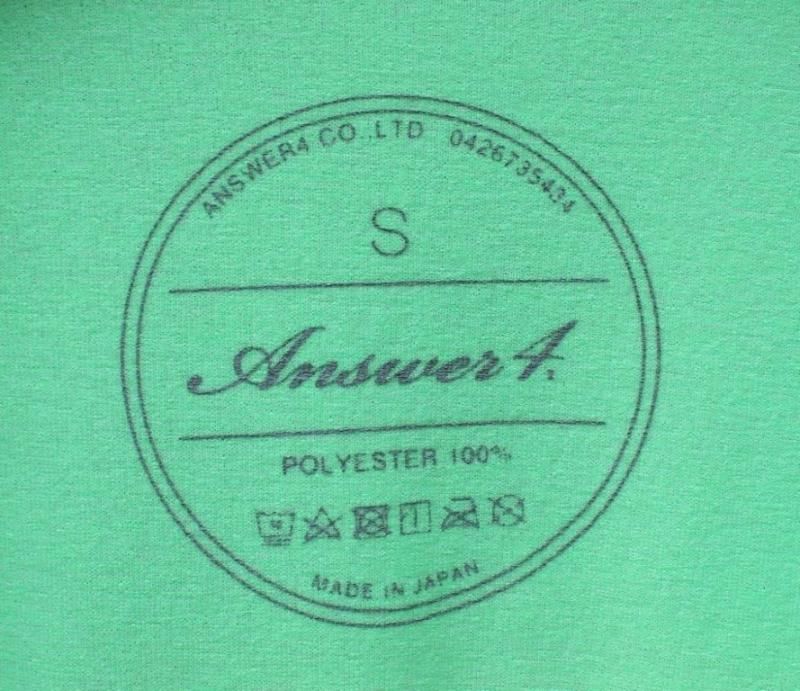 ANSWER4 CO.,LTD 0426735434
S
Answer4.
POLYESTER 100%
MADE IN JAPAN